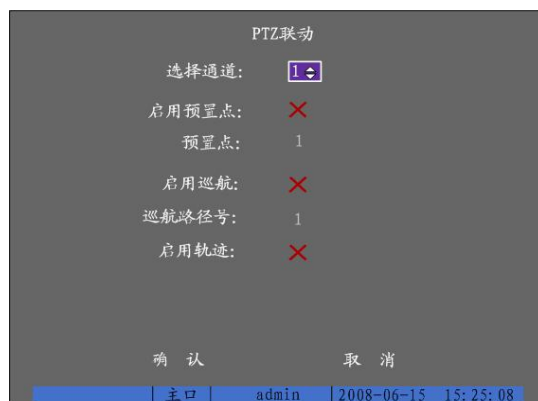 PTZ联动
选择通道: 1
启用预置点:
预置点: 1
启用巡航:
巡航路径号: 1
启用轨迹:
确 认 取 消
主口 admin 2008-06-15 15:25:08